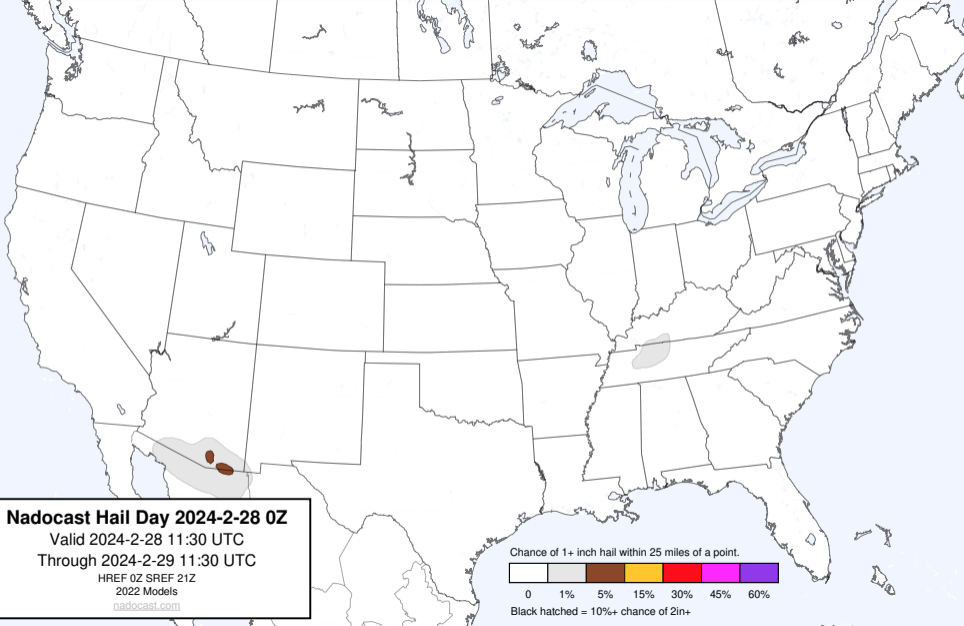 Nadocast Hail Day 2024-2-28 0Z
Valid 2024-2-28 11:30 UTC
Through 2024-2-29 11:30 UTC
HREF 0Z SREF 21Z
2022 Models
nadocast.com
Chance of 1+ inch hail within 25 miles of a point.
0 1% 5% 15% 30% 45% 60%
Black hatched = 10%+ chance of 2in+